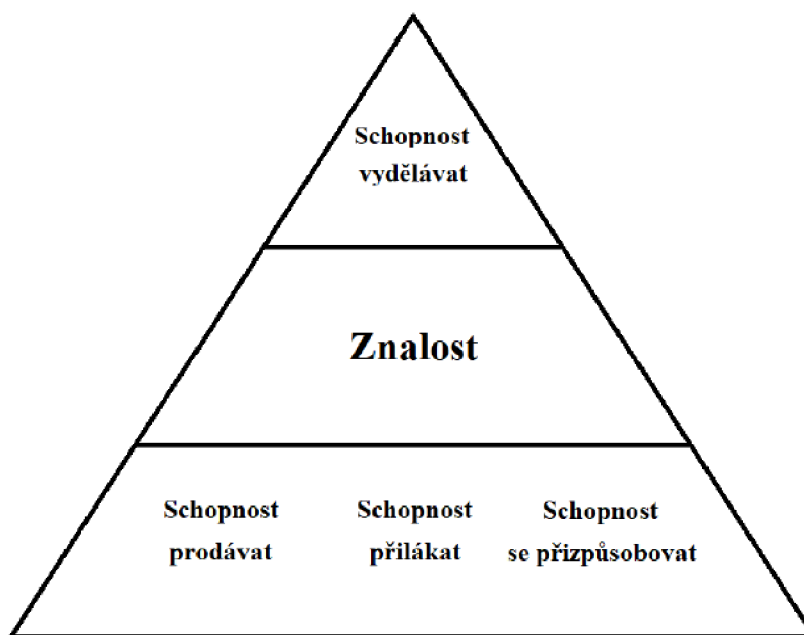 Schopnost
vydělávat
Znalost
Schopnost
prodávat
Schopnost
přilákat
Schopnost
se přizpůsobovat